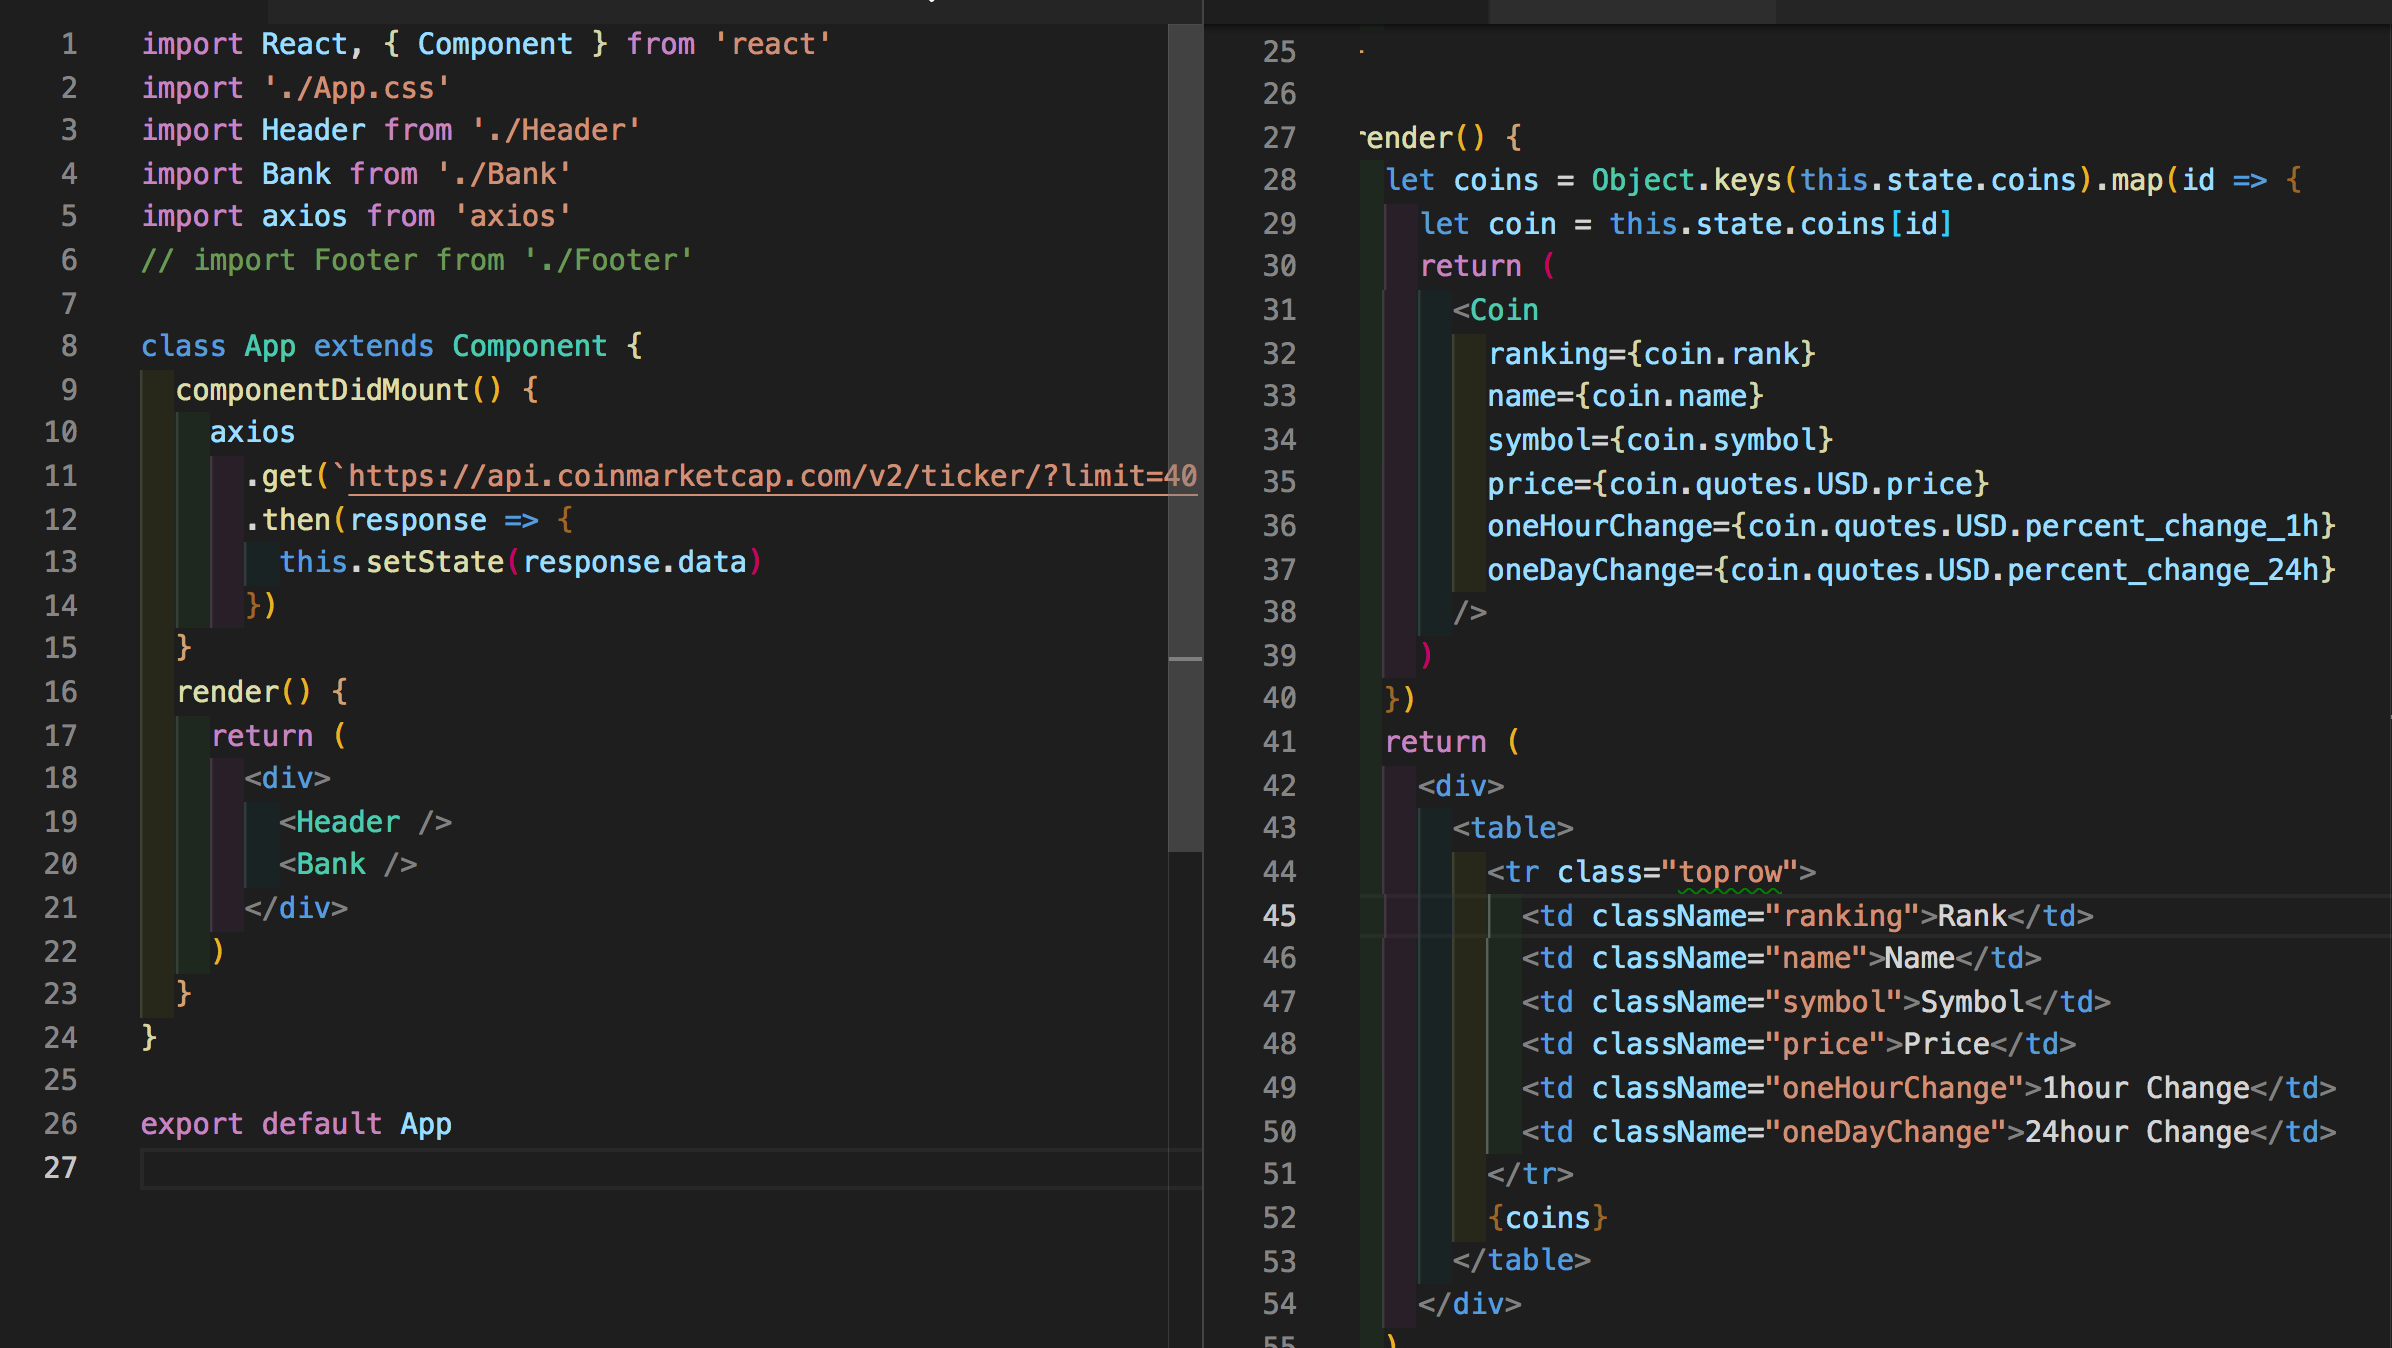 1 import React, { Component } from 'react'
2 import './App.css'
3 import Header from './Header'
4 import Bank from './Bank'
5 import axios from 'axios'
6 // import Footer from './Footer'
7
8 class App extends Component {
9 componentDidMount() {
10 axios
11 .get(`https://api.coinmarketcap.com/v2/ticker/?limit=40
12 .then(response => {
13 this.setState(response.data)
14 })
15 }
16 render() {
17 return (
18 <div>
19 <Header />
20 <Bank />
21 </div>
22 )
23 }
24 }
25
26 export default App
27
25
26
27 render() {
28 let coins = Object.keys(this.state.coins).map(id => {
29 let coin = this.state.coins[id]
30 return (
31 <Coin
32 ranking={coin.rank}
33 name={coin.name}
34 symbol={coin.symbol}
35 price={coin.quotes.USD.price}
36 oneHourChange={coin.quotes.USD.percent_change_1h}
37 oneDayChange={coin.quotes.USD.percent_change_24h}
38 />
39 )
40 })
41 return (
42 <div>
43 <table>
44 <tr class="toprow">
45 <td className="ranking">Rank</td>
46 <td className="name">Name</td>
47 <td className="symbol">Symbol</td>
48 <td className="price">Price</td>
49 <td className="oneHourChange">1hour Change</td>
50 <td className="oneDayChange">24hour Change</td>
51 </tr>
52 {coins}
53 </table>
54 </div>
55 )